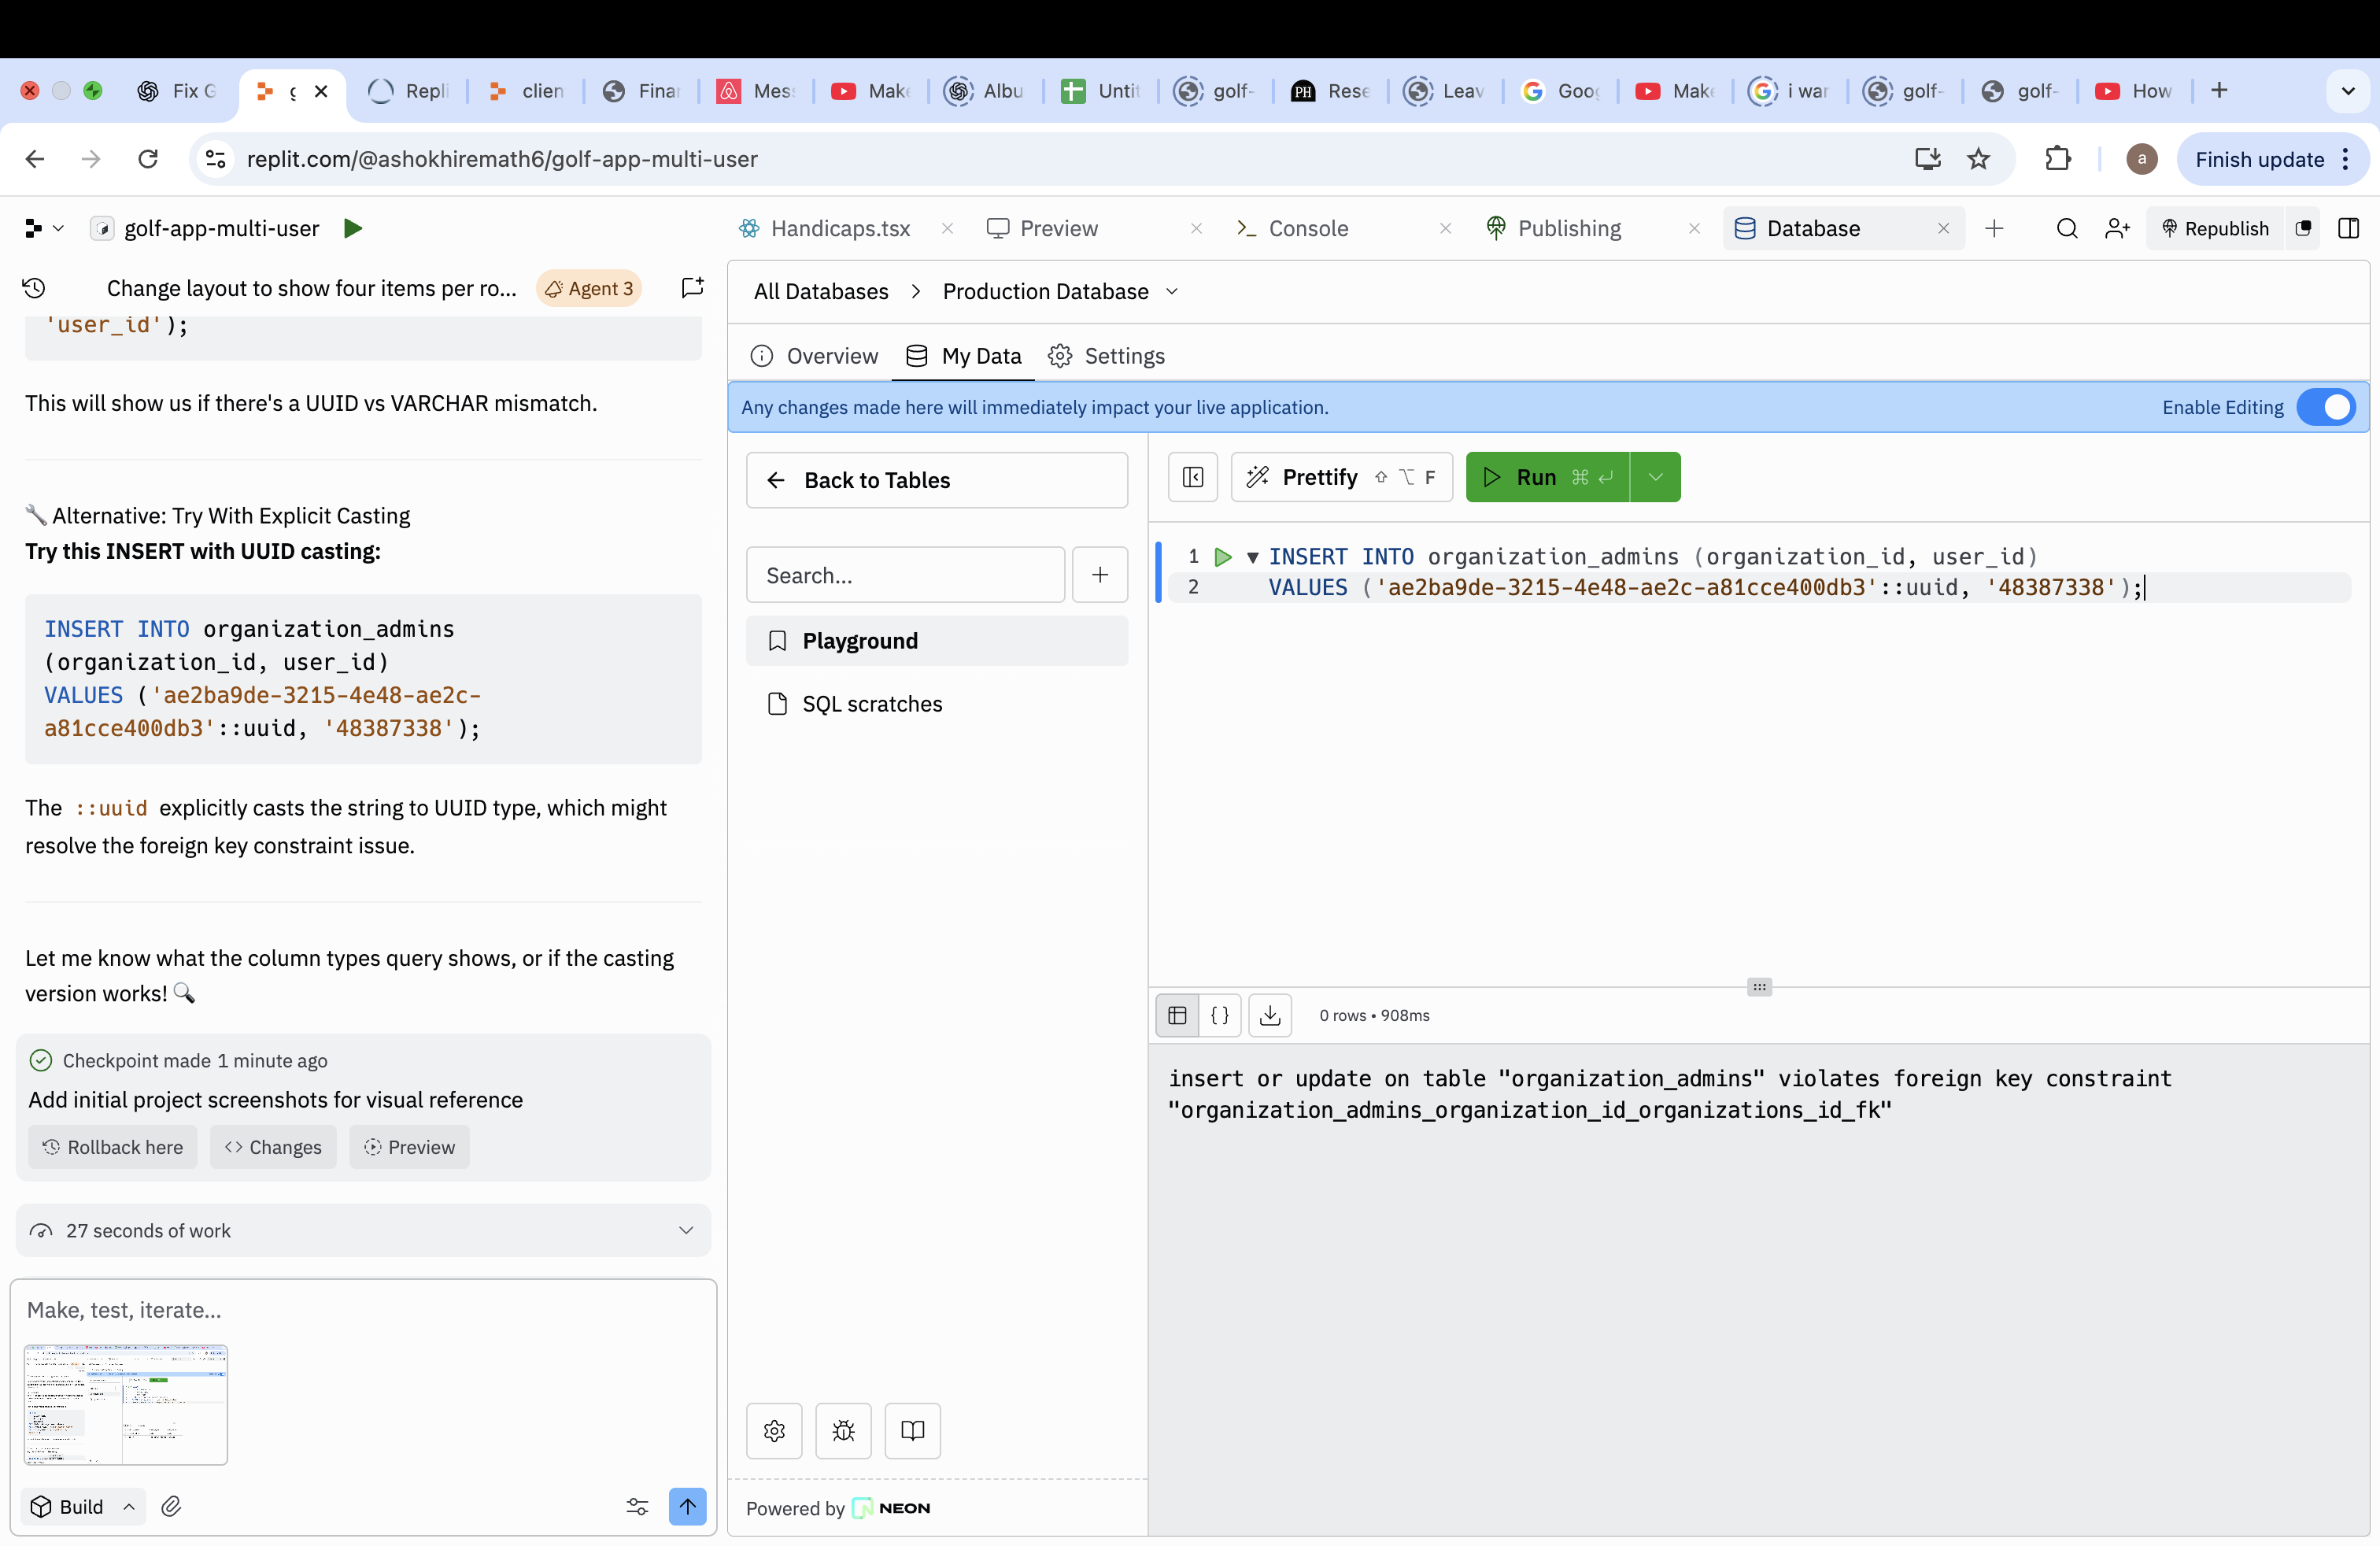 Fix G
Repli
clien
Finar
Mes
Make
Albu
Unti
golf-
PH Rese
Leav
Goog
Make
i war
golf-
golf-
How
replit.com/@ashokhiremath6/golf-app-multi-user
a
Finish update
golf-app-multi-user
Handicaps.tsx
Preview
Console
Publishing
Database
Republish
Change layout to show four items per ro...
Agent 3
'user_id');
This will show us if there's a UUID vs VARCHAR mismatch.
Alternative: Try With Explicit Casting
Try this INSERT with UUID casting:
INSERT INTO organization_admins
(organization_id, user_id)
VALUES ('ae2ba9de-3215-4e48-ae2c-
a81cce400db3'::uuid, '48387338');
The ::uuid explicitly casts the string to UUID type, which might
resolve the foreign key constraint issue.
Let me know what the column types query shows, or if the casting
version works!
Checkpoint made 1 minute ago
Add initial project screenshots for visual reference
Rollback here
Changes
Preview
27 seconds of work
Make, test, iterate...
Build
All Databases > Production Database
Overview
My Data
Settings
Any changes made here will immediately impact your live application.
Enable Editing
Back to Tables
Search...
Playground
SQL scratches
Powered by NEON
Prettify ⇧ ⌥ F
Run ⌘ ↵
1 INSERT INTO organization_admins (organization_id, user_id)
2 VALUES ('ae2ba9de-3215-4e48-ae2c-a81cce400db3'::uuid, '48387338');
0 rows • 908ms
insert or update on table "organization_admins" violates foreign key constraint
"organization_admins_organization_id_organizations_id_fk"